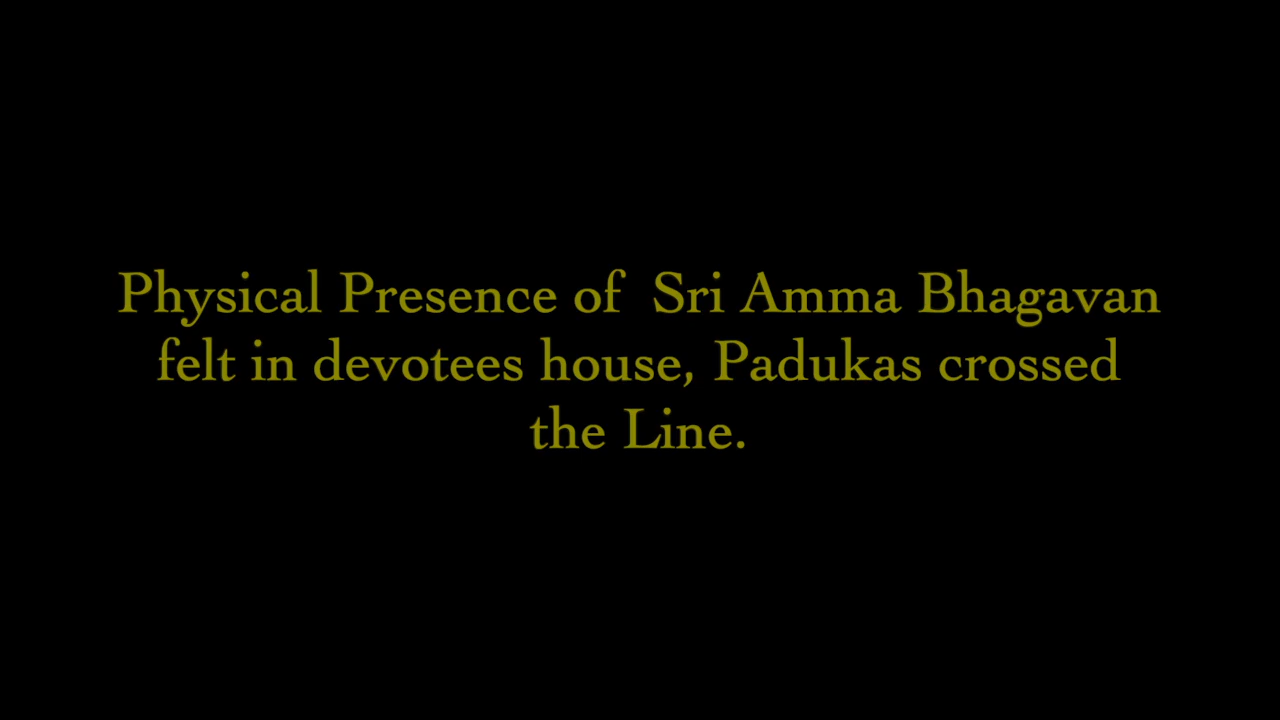 Physical Presence of  Sri Amma Bhagavan
felt in devotees house, Padukas crossed
the Line.